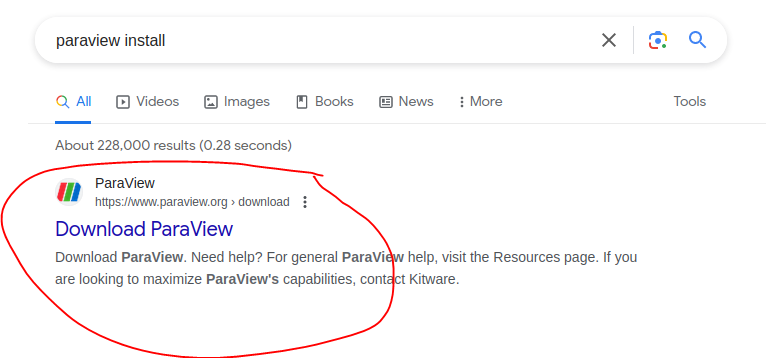 paraview install
All Videos Images Books News More Tools
About 228,000 results (0.28 seconds)
ParaView
https://www.paraview.org › download
Download ParaView
Download ParaView. Need help? For general ParaView help, visit the Resources page. If you
are looking to maximize ParaView's capabilities, contact Kitware.